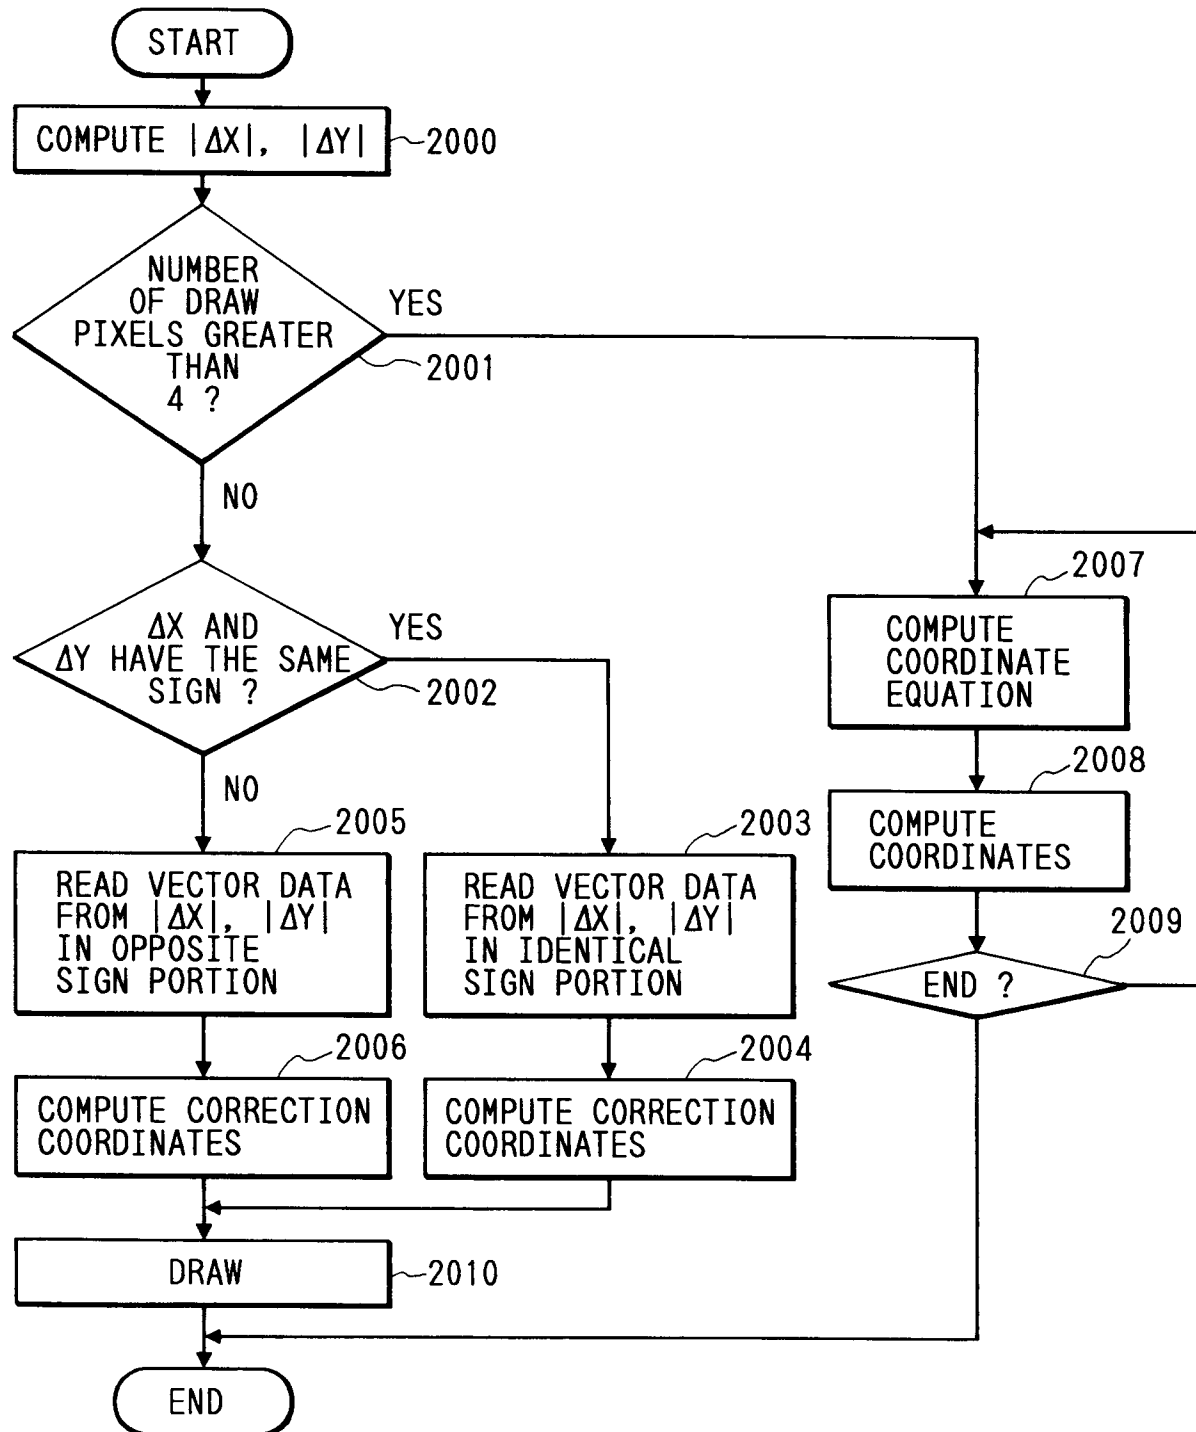 START
COMPUTE |ΔX|, |ΔY|
2000
NUMBER
OF DRAW
PIXELS GREATER
THAN
4 ?
YES
2001
NO
ΔX AND
ΔY HAVE THE SAME
SIGN ?
YES
2002
NO
2007
COMPUTE
COORDINATE
EQUATION
2008
COMPUTE
COORDINATES
2009
END ?
2005
READ VECTOR DATA
FROM |ΔX|, |ΔY|
IN OPPOSITE
SIGN PORTION
2003
READ VECTOR DATA
FROM |ΔX|, |ΔY|
IN IDENTICAL
SIGN PORTION
2006
COMPUTE CORRECTION
COORDINATES
2004
COMPUTE CORRECTION
COORDINATES
DRAW
2010
END